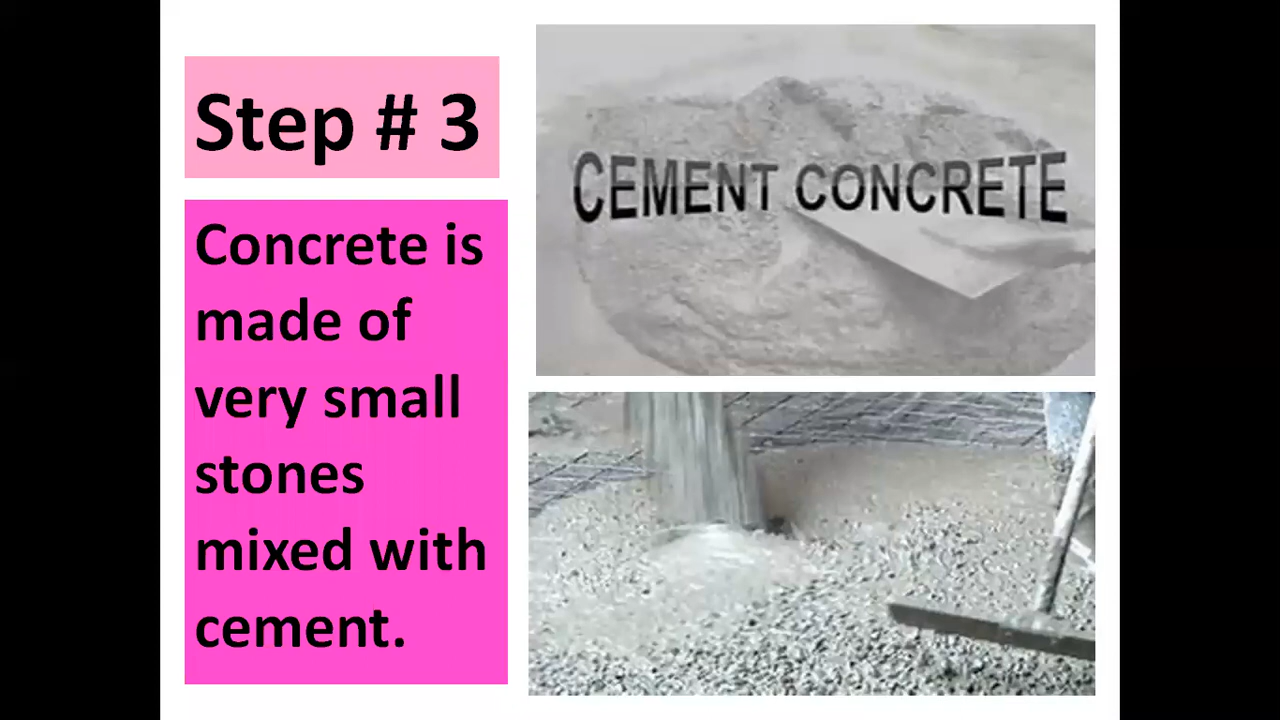 Step # 3
Concrete is
made of
very small
stones
mixed with
cement.
CEMENT CONCRETE